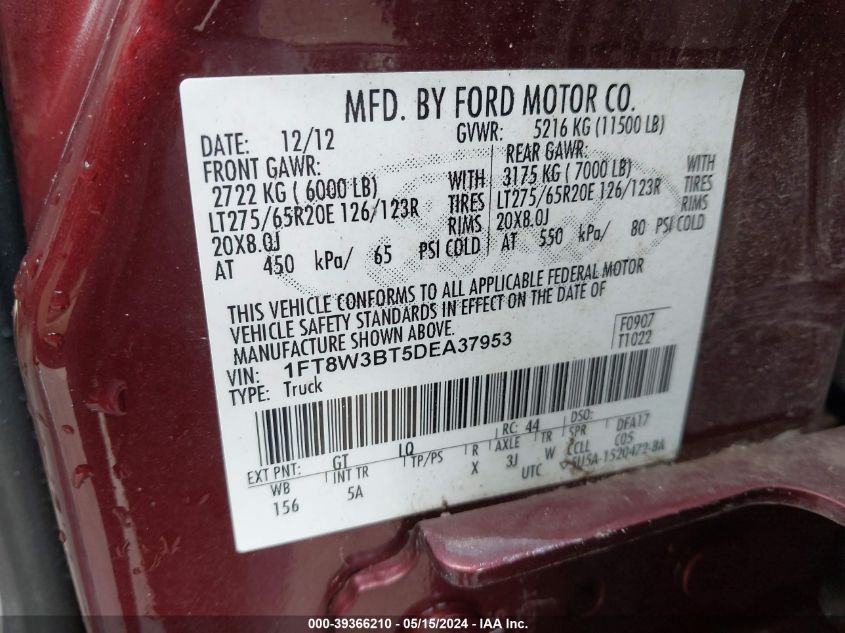 MFD. BY FORD MOTOR CO.
DATE: 12/12 GVWR: 5216 KG (11500 LB)
FRONT GAWR: REAR GAWR:
2722 KG ( 6000 LB) WITH 3175 KG ( 7000 LB) WITH
LT275/65R20E 126/123R TIRES LT275/65R20E 126/123R TIRES
20X8.0J RIMS 20X8.0J RIMS
AT 450 kPa/ 65 PSI COLD AT 550 kPa/ 80 PSI COLD
THIS VEHICLE CONFORMS TO ALL APPLICABLE FEDERAL MOTOR
VEHICLE SAFETY STANDARDS IN EFFECT ON THE DATE OF
MANUFACTURE SHOWN ABOVE.
F0907
T1022
VIN: 1FT8W3BT5DEA37953
TYPE: Truck
EXT PNT: GT LQ RC: 44 DSO:
WB INT TR TP/PS R AXLE TR SPR DFA17
156 5A X 3J W CCLL C05
UTC 5U5A-1520472-BA
000-39366210 - 05/15/2024 - IAA Inc.